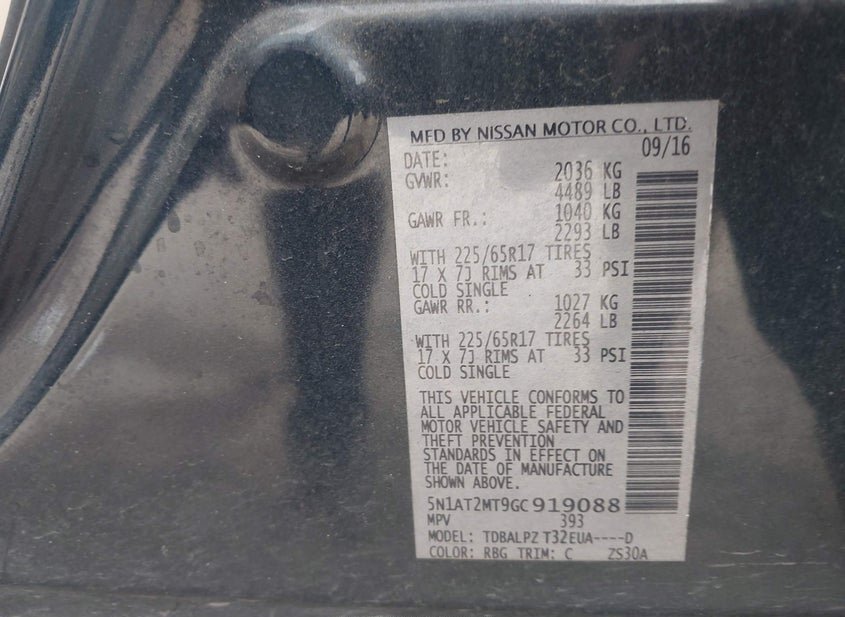 MFD BY NISSAN MOTOR CO., LTD.
DATE: 09/16
GVWR: 2036 KG
4489 LB
GAWR FR.: 1040 KG
2293 LB
WITH 225/65R17 TIRES
17 X 7J RIMS AT 33 PSI
COLD SINGLE
GAWR RR.: 1027 KG
2264 LB
WITH 225/65R17 TIRES
17 X 7J RIMS AT 33 PSI
COLD SINGLE
THIS VEHICLE CONFORMS TO
ALL APPLICABLE FEDERAL
MOTOR VEHICLE SAFETY AND
THEFT PREVENTION
STANDARDS IN EFFECT ON
THE DATE OF MANUFACTURE
SHOWN ABOVE.
5N1AT2MT9GC919088
MPV 393
MODEL: TDBALPZ T32EUA----D
COLOR: RBG TRIM: C ZS30A